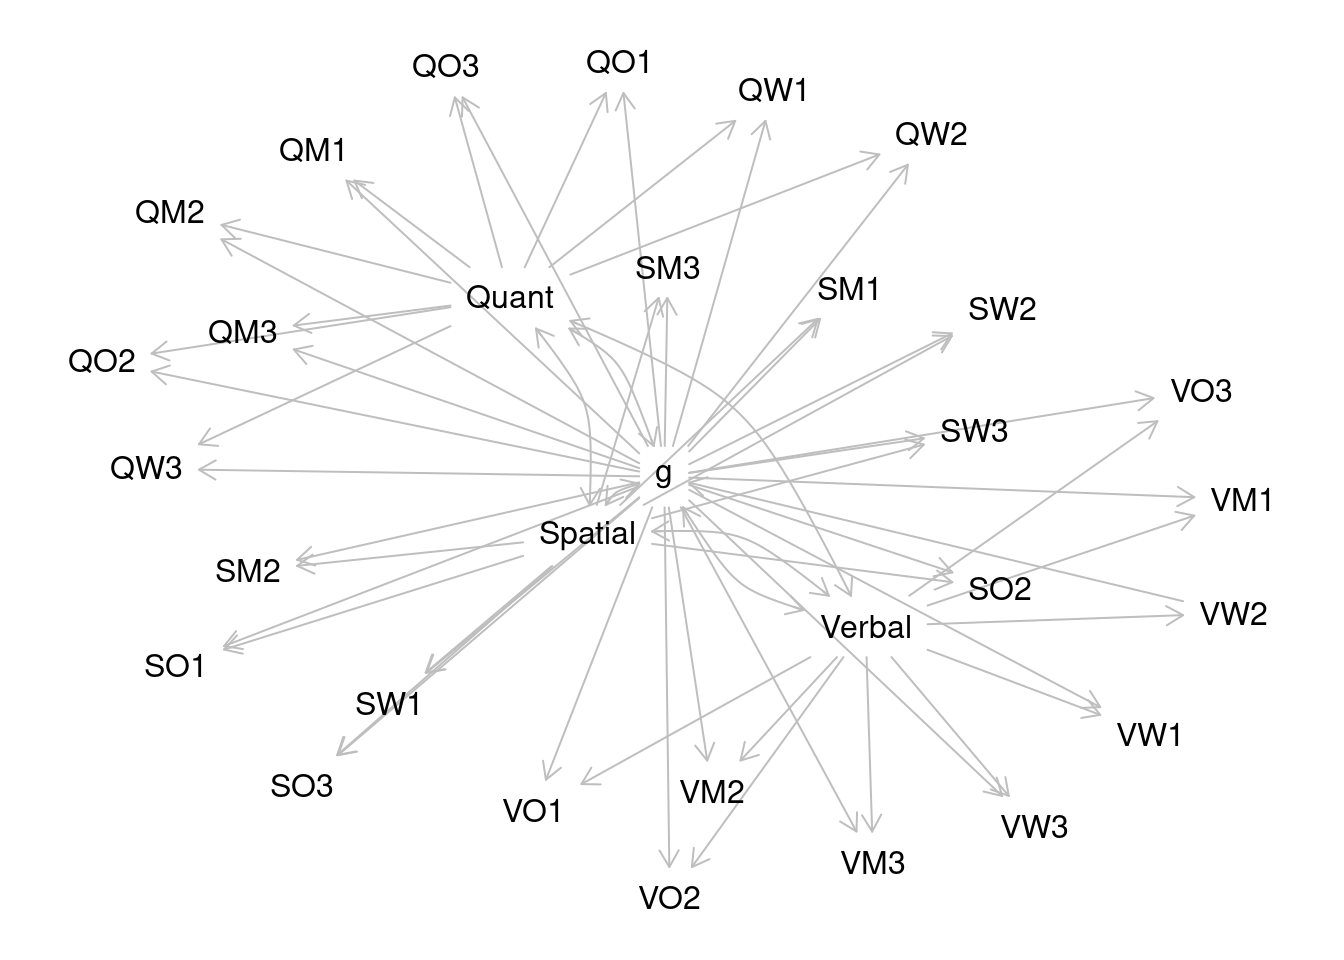 QO1
QO3
QW1
QW2
QM1
QM2
SM3
SM1
Quant
SW2
QM3
QO2
VO3
SW3
QW3
g
VM1
Spatial
SM2
SO2
VW2
Verbal
SO1
SW1
VW1
SO3
VM2
VO1
VW3
VM3
VO2